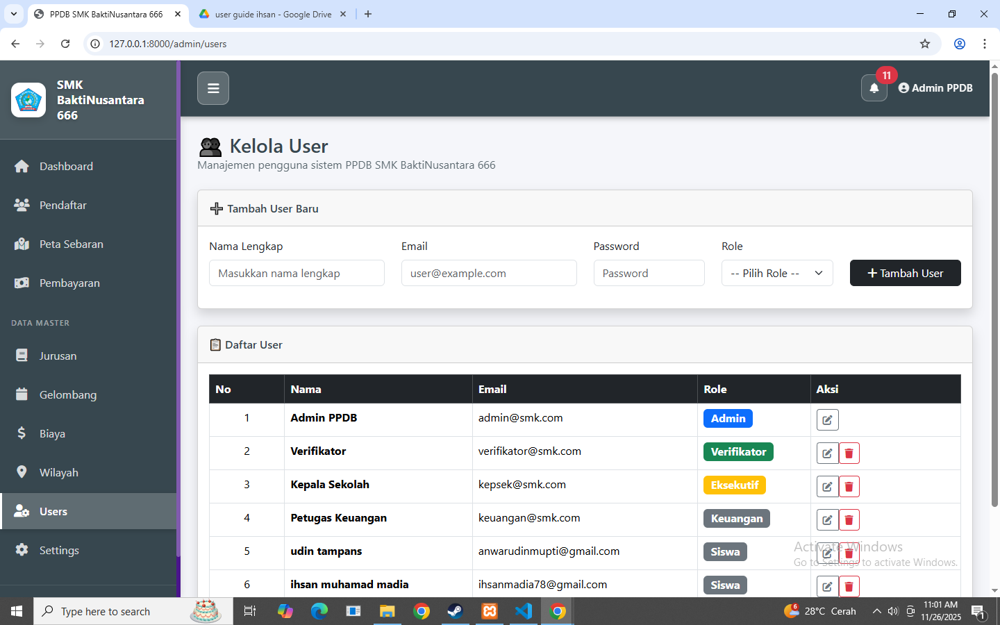 PPDB SMK BaktiNusantara 666
user guide ihsan - Google Drive
127.0.0.1:8000/admin/users
SMK
BaktiNusantara
666
11
Admin PPDB
Dashboard
Pendaftar
Peta Sebaran
Pembayaran
DATA MASTER
Jurusan
Gelombang
Biaya
Wilayah
Users
Settings
Kelola User
Manajemen pengguna sistem PPDB SMK BaktiNusantara 666
Tambah User Baru
Nama Lengkap Email Password Role
Masukkan nama lengkap user@example.com Password -- Pilih Role -- Tambah User
Daftar User
No Nama Email Role Aksi
1 Admin PPDB admin@smk.com Admin
2 Verifikator verifikator@smk.com Verifikator
3 Kepala Sekolah kepsek@smk.com Eksekutif
4 Petugas Keuangan keuangan@smk.com Keuangan
5 udin tampans anwarudinmupti@gmail.com Siswa
6 ihsan muhamad madia ihsanmadia78@gmail.com Siswa
Activate Windows
Go to Settings to activate Windows.
Type here to search
6
28°C Cerah
11:01 AM
11/26/2025
1